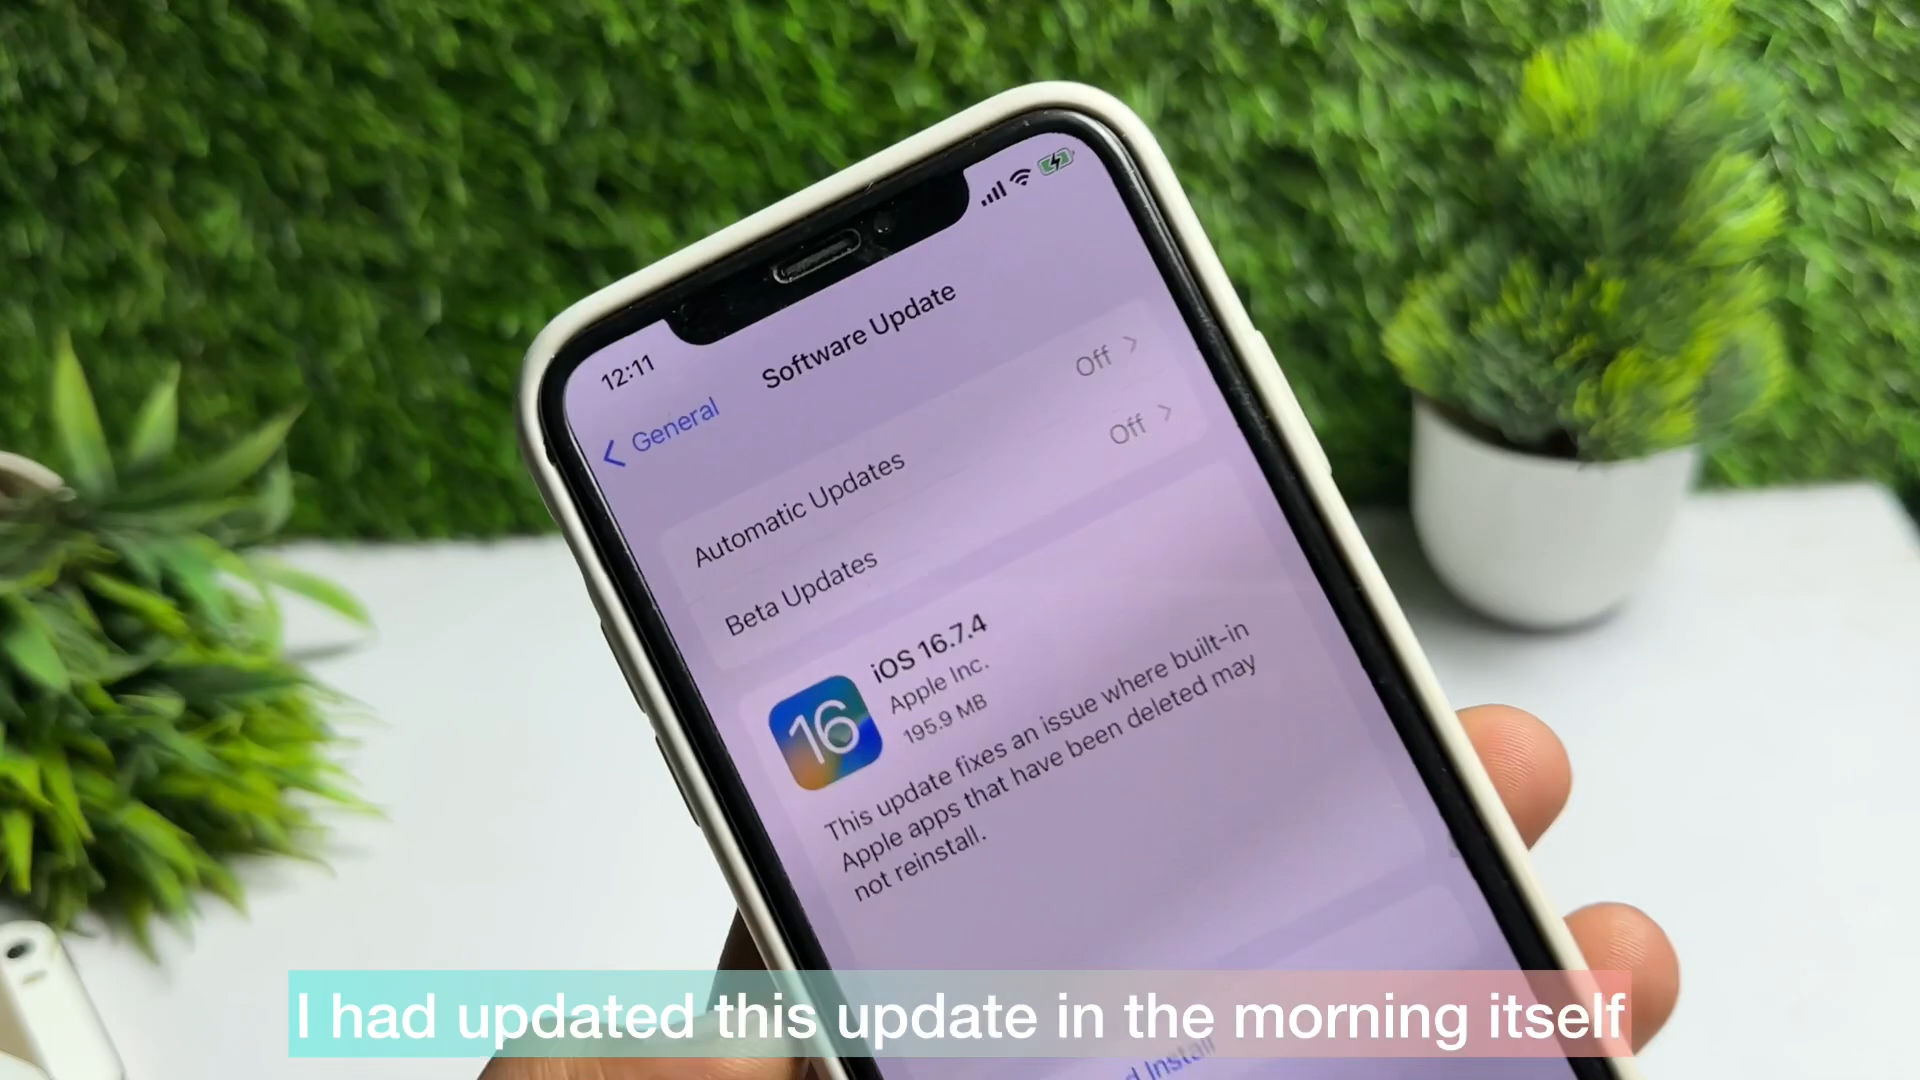 12:11
General
Software Update
Automatic Updates
Off
Beta Updates
Off
16
iOS 16.7.4
Apple Inc.
195.9 MB
This update fixes an issue where built-in
Apple apps that have been deleted may
not reinstall.
Install
I had updated this update in the morning itself